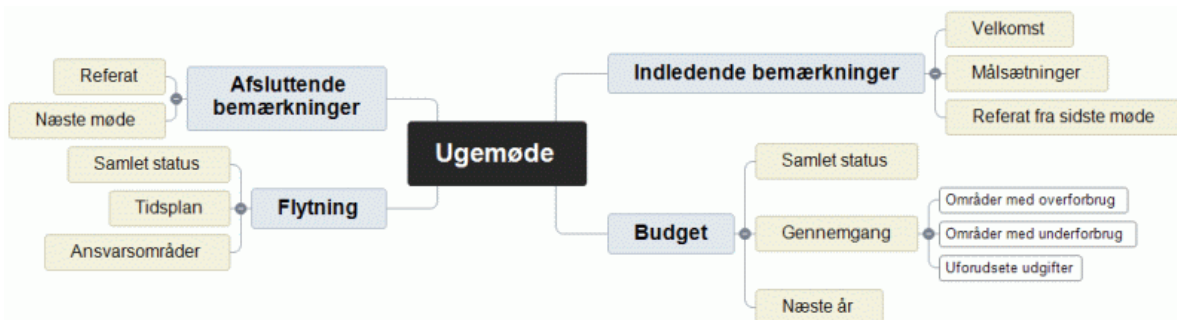 Ugemøde
Indledende bemærkninger
Velkomst
Målsætninger
Referat fra sidste møde
Budget
Samlet status
Gennemgang
Områder med overforbrug
Områder med underforbrug
Uforudsete udgifter
Næste år
Flytning
Samlet status
Tidsplan
Ansvarsområder
Afsluttende
bemærkninger
Referat
Næste møde